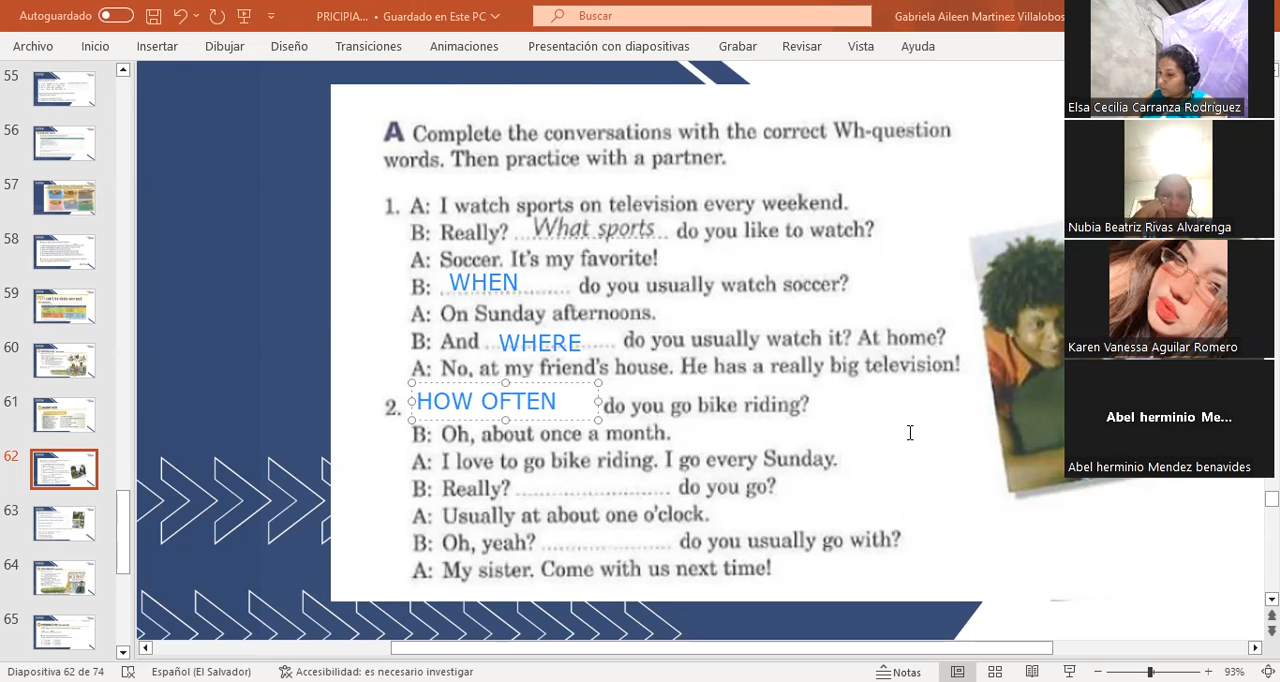 Autoguardado
PRICIPIA... • Guardado en Este PC
Buscar
Gabriela Aileen Martinez Villalobos
Archivo Inicio Insertar Dibujar Diseño Transiciones Animaciones Presentación con diapositivas Grabar Revisar Vista Ayuda
55
56
57
58
59
60
61
62
63
64
65
A Complete the conversations with the correct Wh-question
words. Then practice with a partner.
1. A: I watch sports on television every weekend.
B: Really? What sports do you like to watch?
A: Soccer. It's my favorite!
B: WHEN do you usually watch soccer?
A: On Sunday afternoons.
B: And WHERE do you usually watch it? At home?
A: No, at my friend's house. He has a really big television!
2. HOW OFTEN do you go bike riding?
B: Oh, about once a month.
A: I love to go bike riding. I go every Sunday.
B: Really? .................... do you go?
A: Usually at about one o'clock.
B: Oh, yeah? .................... do you usually go with?
A: My sister. Come with us next time!
Elsa Cecilia Carranza Rodriguez
Nubia Beatriz Rivas Alvarenga
Karen Vanessa Aguilar Romero
Abel herminio Me...
Abel herminio Mendez benavides
Diapositiva 62 de 74 Español (El Salvador) Accesibilidad: es necesario investigar Notas 93%